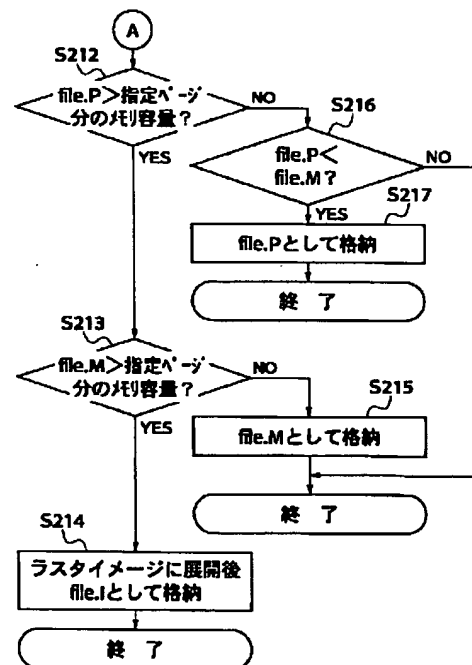 A
S212
file.P＞指定ページ
分のメモリ容量？
NO
YES
S216
file.P＜
file.M？
NO
YES
S217
file.Pとして格納
終 了
S213
file.M＞指定ページ
分のメモリ容量？
NO
YES
S215
file.Mとして格納
終 了
S214
ラスタイメージに展開後
file.Iとして格納
終 了